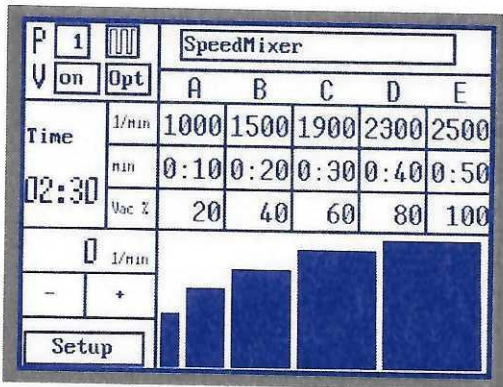 P 1 SpeedMixer
V on Opt A B C D E
Time 1/min 1000 1500 1900 2300 2500
min 0:10 0:20 0:30 0:40 0:50
02:30 Vac % 20 40 60 80 100
0 1/min
- +
Setup